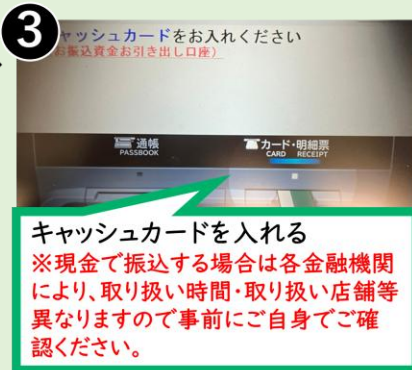 3
キャッシュカードをお入れください
お振込資金お引き出し口座)
通帳
PASSBOOK
カード・明細票
CARD RECEIPT
キャッシュカードを入れる
※現金で振込する場合は各金融機関
により、取り扱い時間・取り扱い店舗等
異なりますので事前にご自身でご確
認ください。